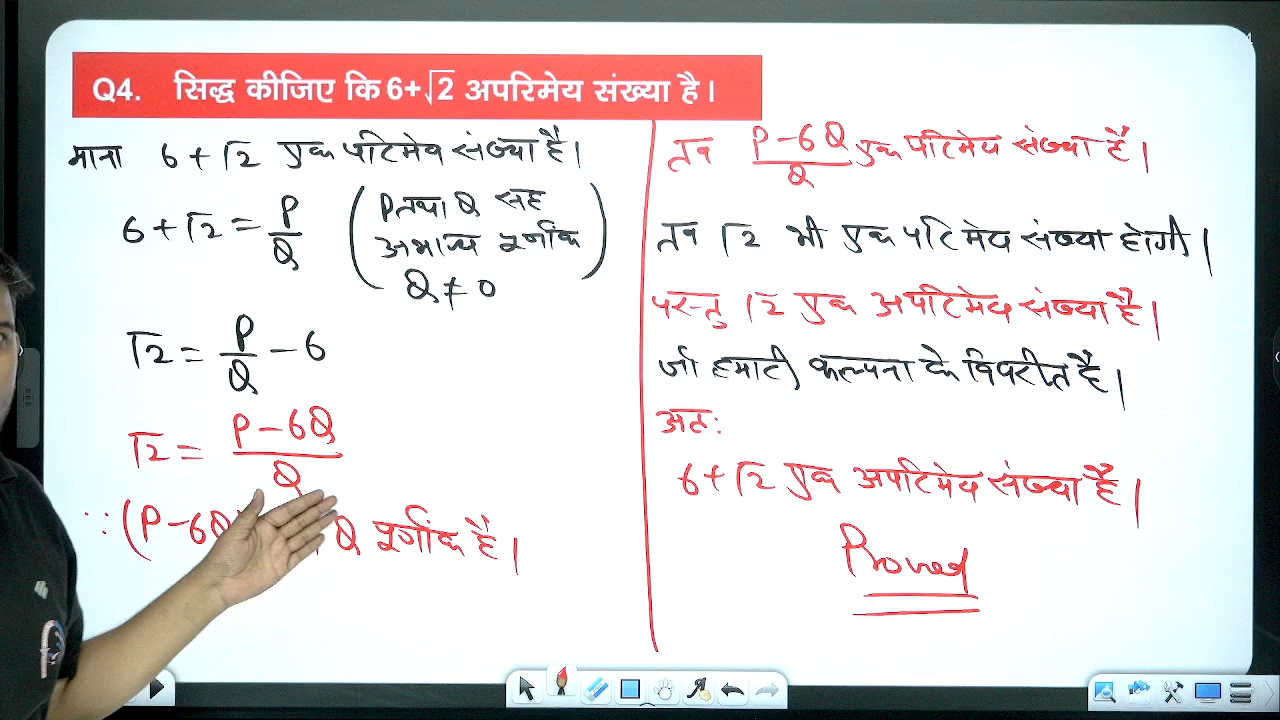 Q4. सिद्ध कीजिए कि 6+√2 अपरिमेय संख्या है।
माना 6+√2 एक परिमेय संख्या है।
6+√2 = P/Q (P तथा Q सह अभाज्य पूर्णांक Q ≠ 0)
√2 = P/Q - 6
√2 = P-6Q/Q
∵ (P-6Q Q पूर्णांक है।
तब P-6Q/Q एक परिमेय संख्या है।
तब √2 भी एक परिमेय संख्या होगी।
परन्तु √2 एक अपरिमेय संख्या है।
जो हमारी कल्पना के विपरीत है।
अतः
6+√2 एक अपरिमेय संख्या है।
Proved